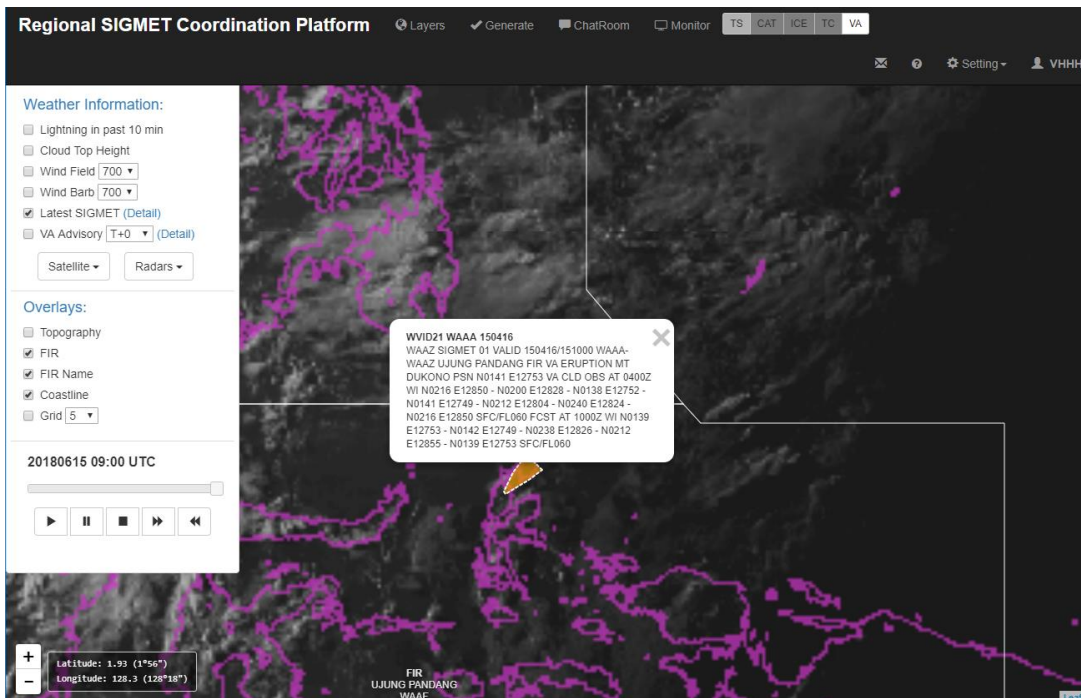 Regional SIGMET Coordination Platform Layers Generate ChatRoom Monitor TS CAT ICE TC VA
Setting VHHH
Weather Information:
Lightning in past 10 min
Cloud Top Height
Wind Field 700
Wind Barb 700
Latest SIGMET (Detail)
VA Advisory T+0 (Detail)
Satellite Radars
Overlays:
Topography
FIR
FIR Name
Coastline
Grid 5
20180615 09:00 UTC
WVID21 WAAA 150416
WAAZ SIGMET 01 VALID 150416/151000 WAAA-
WAAZ UJUNG PANDANG FIR VA ERUPTION MT
DUKONO PSN N0141 E12753 VA CLD OBS AT 0400Z
WI N0216 E12850 - N0200 E12828 - N0138 E12752 -
N0141 E12749 - N0212 E12804 - N0240 E12824 -
N0216 E12850 SFC/FL060 FCST AT 1000Z WI N0139
E12753 - N0142 E12749 - N0238 E12826 - N0212
E12855 - N0139 E12753 SFC/FL060
+
−
Latitude: 1.93 (1°56")
Longitude: 128.3 (128°18")
FIR
UJUNG PANDANG
WAAF